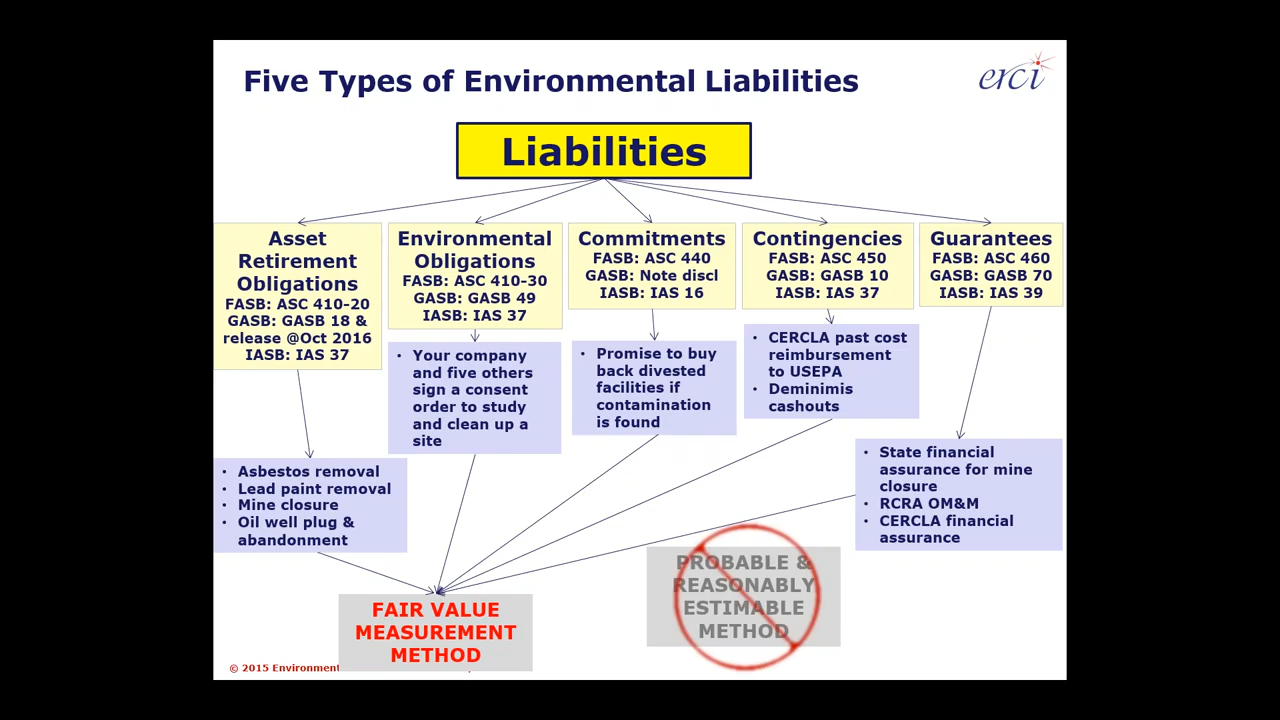 Five Types of Environmental Liabilities
erci
Liabilities
Asset
Retirement
Obligations
FASB: ASC 410-20
GASB: GASB 18 &
release @Oct 2016
IASB: IAS 37
Environmental
Obligations
FASB: ASC 410-30
GASB: GASB 49
IASB: IAS 37
Commitments
FASB: ASC 440
GASB: Note discl
IASB: IAS 16
Contingencies
FASB: ASC 450
GASB: GASB 10
IASB: IAS 37
Guarantees
FASB: ASC 460
GASB: GASB 70
IASB: IAS 39
• Asbestos removal
• Lead paint removal
• Mine closure
• Oil well plug &
abandonment
• Your company
and five others
sign a consent
order to study
and clean up a
site
• Promise to buy
back divested
facilities if
contamination
is found
• CERCLA past cost
reimbursement
to USEPA
• Deminimis
cashouts
• State financial
assurance for mine
closure
• RCRA OM&M
• CERCLA financial
assurance
FAIR VALUE
MEASUREMENT
METHOD
PROBABLE &
REASONABLY
ESTIMABLE
METHOD
© 2015 Environment